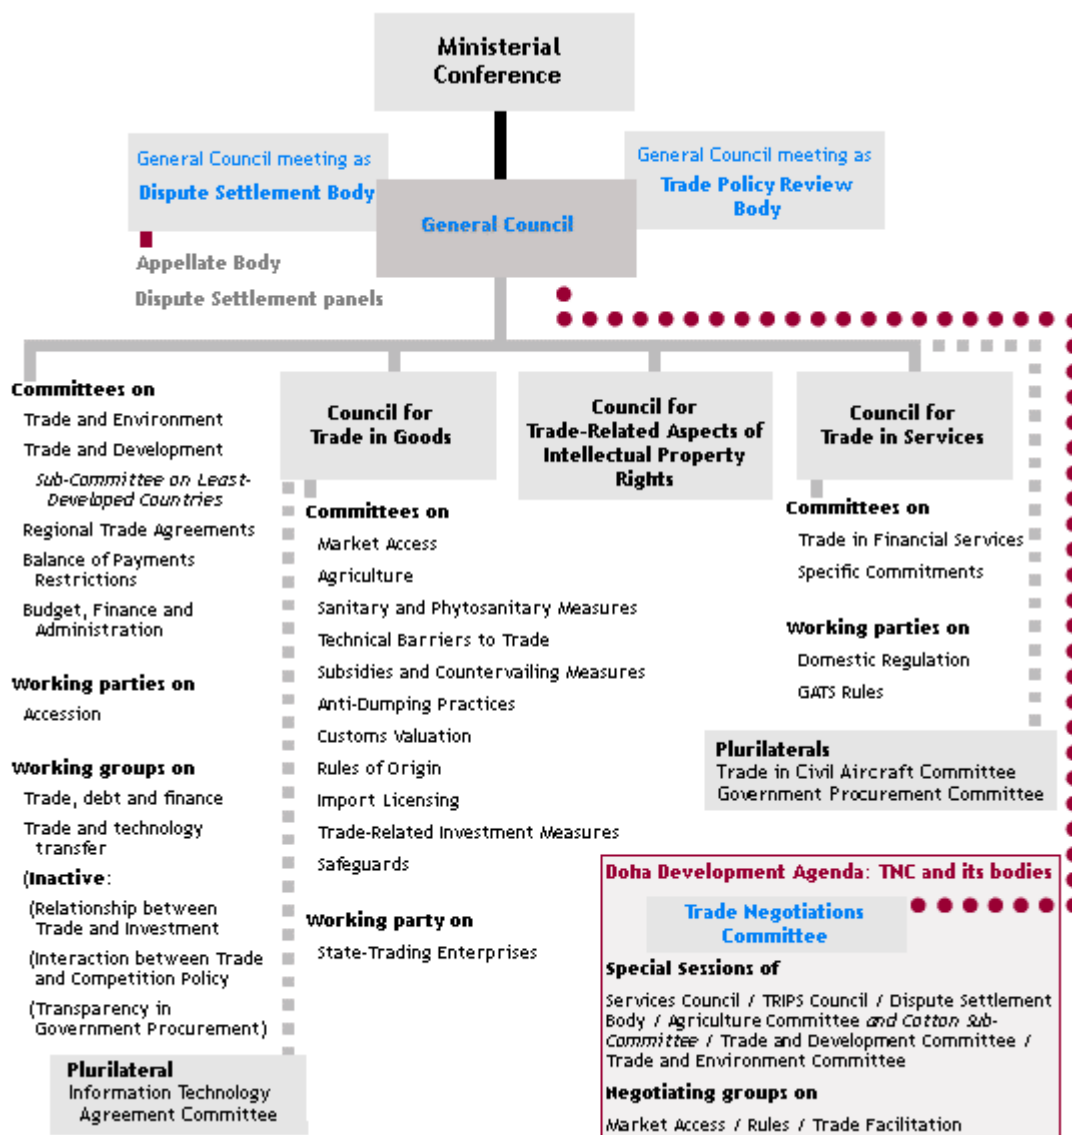 Ministerial
Conference
General Council meeting as
Dispute Settlement Body
General Council meeting as
Trade Policy Review
Body
General Council
Appellate Body
Dispute Settlement panels
Committees on
Trade and Environment
Trade and Development
Sub-Committee on Least-
Developed Countries
Regional Trade Agreements
Balance of Payments
Restrictions
Budget, Finance and
Administration
Working parties on
Accession
Working groups on
Trade, debt and finance
Trade and technology
transfer
(Inactive:
(Relationship between
Trade and Investment
(Interaction between Trade
and Competition Policy
(Transparency in
Government Procurement)
Plurilateral
Information Technology
Agreement Committee
Council for
Trade in Goods
Committees on
Market Access
Agriculture
Sanitary and Phytosanitary Measures
Technical Barriers to Trade
Subsidies and Countervailing Measures
Anti-Dumping Practices
Customs Valuation
Rules of Origin
Import Licensing
Trade-Related Investment Measures
Safeguards
Working party on
State-Trading Enterprises
Council for
Trade-Related Aspects of
Intellectual Property
Rights
Council for
Trade in Services
Committees on
Trade in Financial Services
Specific Commitments
Working parties on
Domestic Regulation
GATS Rules
Plurilaterals
Trade in Civil Aircraft Committee
Government Procurement Committee
Doha Development Agenda: TNC and its bodies
Trade Negotiations
Committee
Special Sessions of
Services Council / TRIPS Council / Dispute Settlement
Body / Agriculture Committee and Cotton Sub-
Committee / Trade and Development Committee /
Trade and Environment Committee
Negotiating groups on
Market Access / Rules / Trade Facilitation